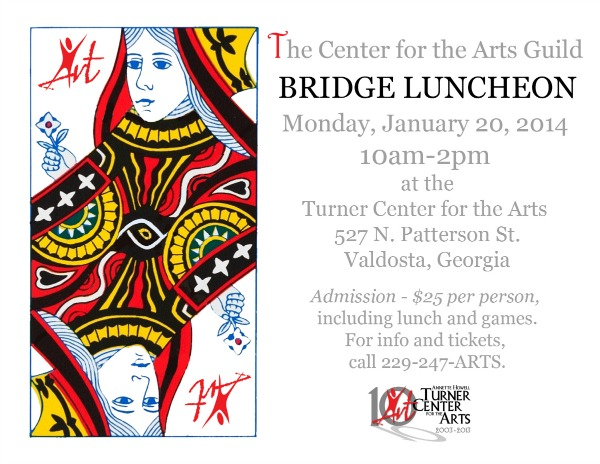 Art
The Center for the Arts Guild
BRIDGE LUNCHEON
Monday, January 20, 2014
10am-2pm
at the
Turner Center for the Arts
527 N. Patterson St.
Valdosta, Georgia
Admission - $25 per person,
including lunch and games.
For info and tickets,
call 229-247-ARTS.
10
Art
ANNETTE HOWELL
TURNER
CENTER
FOR THE
ARTS
2003-2013
Art